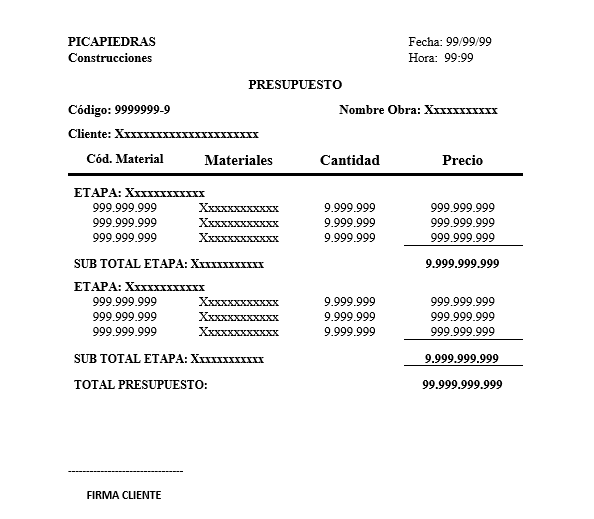 PICAPIEDRAS Fecha: 99/99/99
Construcciones Hora: 99:99
PRESUPUESTO
Código: 9999999-9 Nombre Obra: Xxxxxxxxxxx
Cliente: Xxxxxxxxxxxxxxxxxxxxx
Cód. Material Materiales Cantidad Precio
ETAPA: Xxxxxxxxxxxx
999.999.999 Xxxxxxxxxxxx 9.999.999 999.999.999
999.999.999 Xxxxxxxxxxxx 9.999.999 999.999.999
999.999.999 Xxxxxxxxxxxx 9.999.999 999.999.999
SUB TOTAL ETAPA: Xxxxxxxxxxx 9.999.999.999
ETAPA: Xxxxxxxxxxxx
999.999.999 Xxxxxxxxxxxx 9.999.999 999.999.999
999.999.999 Xxxxxxxxxxxx 9.999.999 999.999.999
999.999.999 Xxxxxxxxxxxx 9.999.999 999.999.999
SUB TOTAL ETAPA: Xxxxxxxxxxx 9.999.999.999
TOTAL PRESUPUESTO: 99.999.999.999
--------------------------------
FIRMA CLIENTE